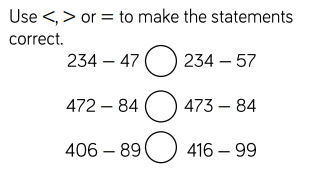 Use <, > or = to make the statements
correct.
234 – 47 ◯ 234 – 57
472 – 84 ◯ 473 – 84
406 – 89 ◯ 416 – 99